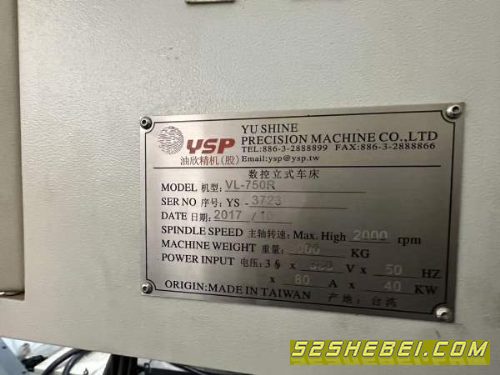 YSP
油欣精机(股)
YU SHINE
PRECISION MACHINE CO.,LTD
TEL:886-3-2888899 FAX:886-3-2888866
Email:ysp@ysp.tw
数控立式车床
MODEL 机型: VL-750R
SER NO 序号: YS - 3723
DATE 日期: 2017 / 10
SPINDLE SPEED 主轴转速: Max. High 2000 rpm
MACHINE WEIGHT 重量: KG
POWER INPUT 电压: 3 § x V x 50 HZ
x 80 A x 40 KW
ORIGIN:MADE IN TAIWAN 产地: 台湾
52SHEBEI.COM